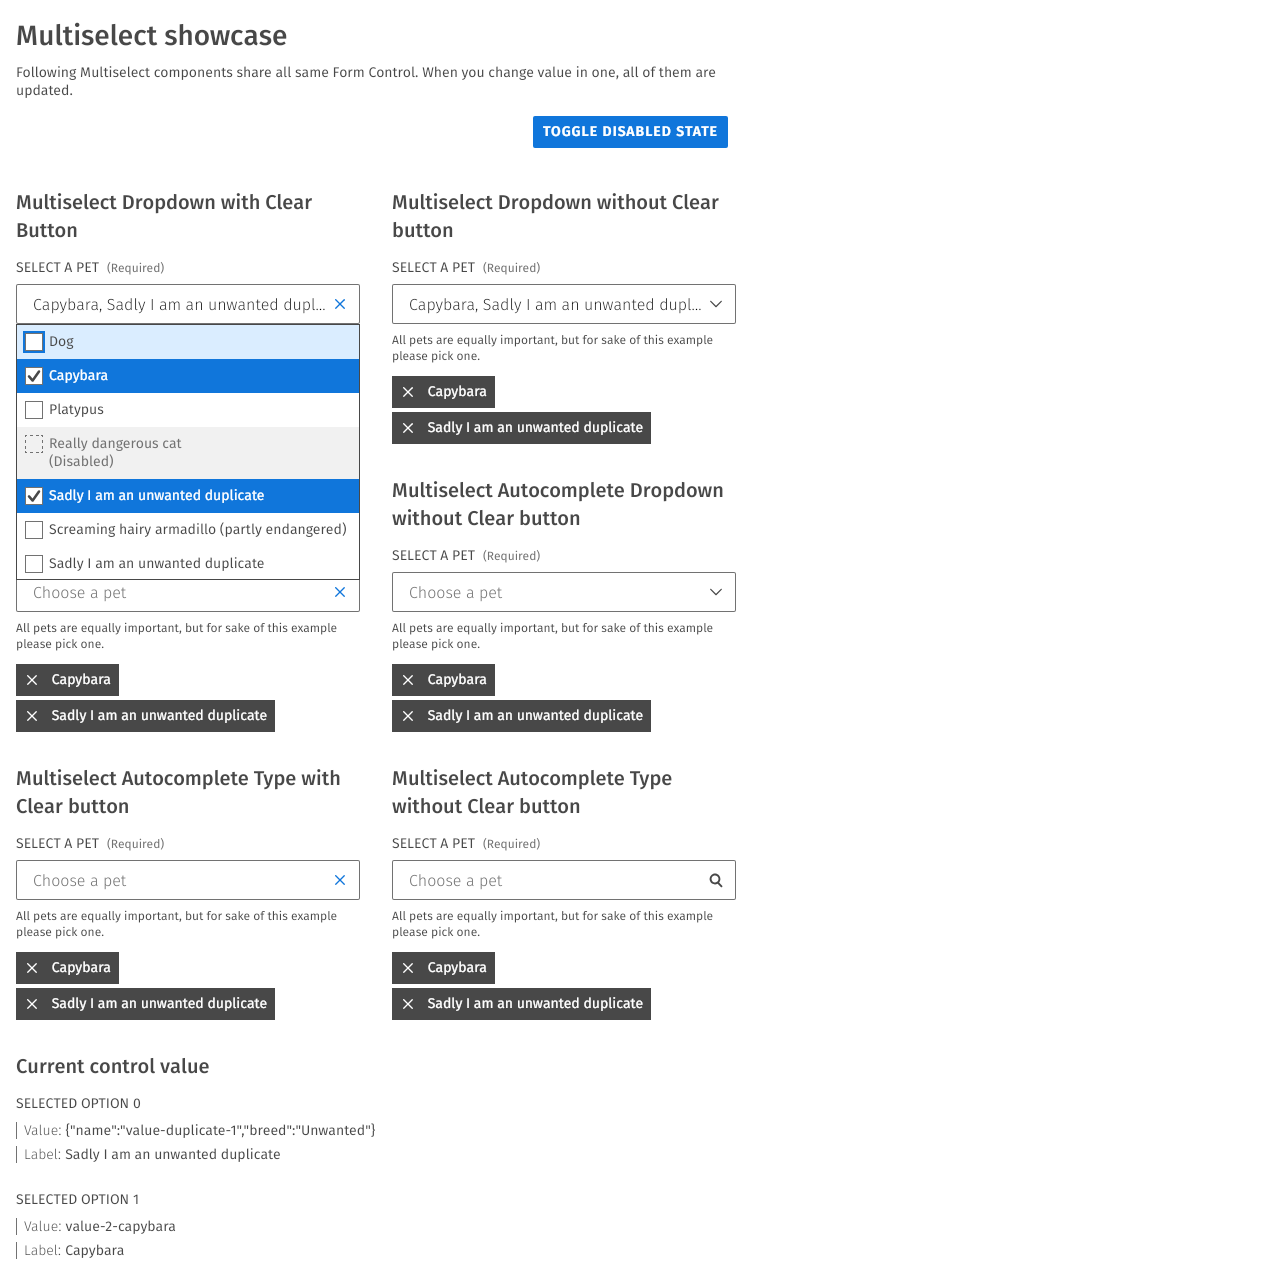 Multiselect showcase
Following Multiselect components share all same Form Control. When you change value in one, all of them are
updated.
TOGGLE DISABLED STATE
Multiselect Dropdown with Clear
Button
SELECT A PET (Required)
Capybara, Sadly I am an unwanted dupl...
Dog
Capybara
Platypus
Really dangerous cat
(Disabled)
Sadly I am an unwanted duplicate
Screaming hairy armadillo (partly endangered)
Sadly I am an unwanted duplicate
Multiselect Dropdown without Clear
button
SELECT A PET (Required)
Capybara, Sadly I am an unwanted dupl...
All pets are equally important, but for sake of this example
please pick one.
Capybara
Sadly I am an unwanted duplicate
Choose a pet
All pets are equally important, but for sake of this example
please pick one.
Capybara
Sadly I am an unwanted duplicate
Multiselect Autocomplete Dropdown
without Clear button
SELECT A PET (Required)
Choose a pet
All pets are equally important, but for sake of this example
please pick one.
Capybara
Sadly I am an unwanted duplicate
Multiselect Autocomplete Type with
Clear button
SELECT A PET (Required)
Choose a pet
All pets are equally important, but for sake of this example
please pick one.
Capybara
Sadly I am an unwanted duplicate
Multiselect Autocomplete Type
without Clear button
SELECT A PET (Required)
Choose a pet
All pets are equally important, but for sake of this example
please pick one.
Capybara
Sadly I am an unwanted duplicate
Current control value
SELECTED OPTION 0
Value: {"name":"value-duplicate-1","breed":"Unwanted"}
Label: Sadly I am an unwanted duplicate
SELECTED OPTION 1
Value: value-2-capybara
Label: Capybara